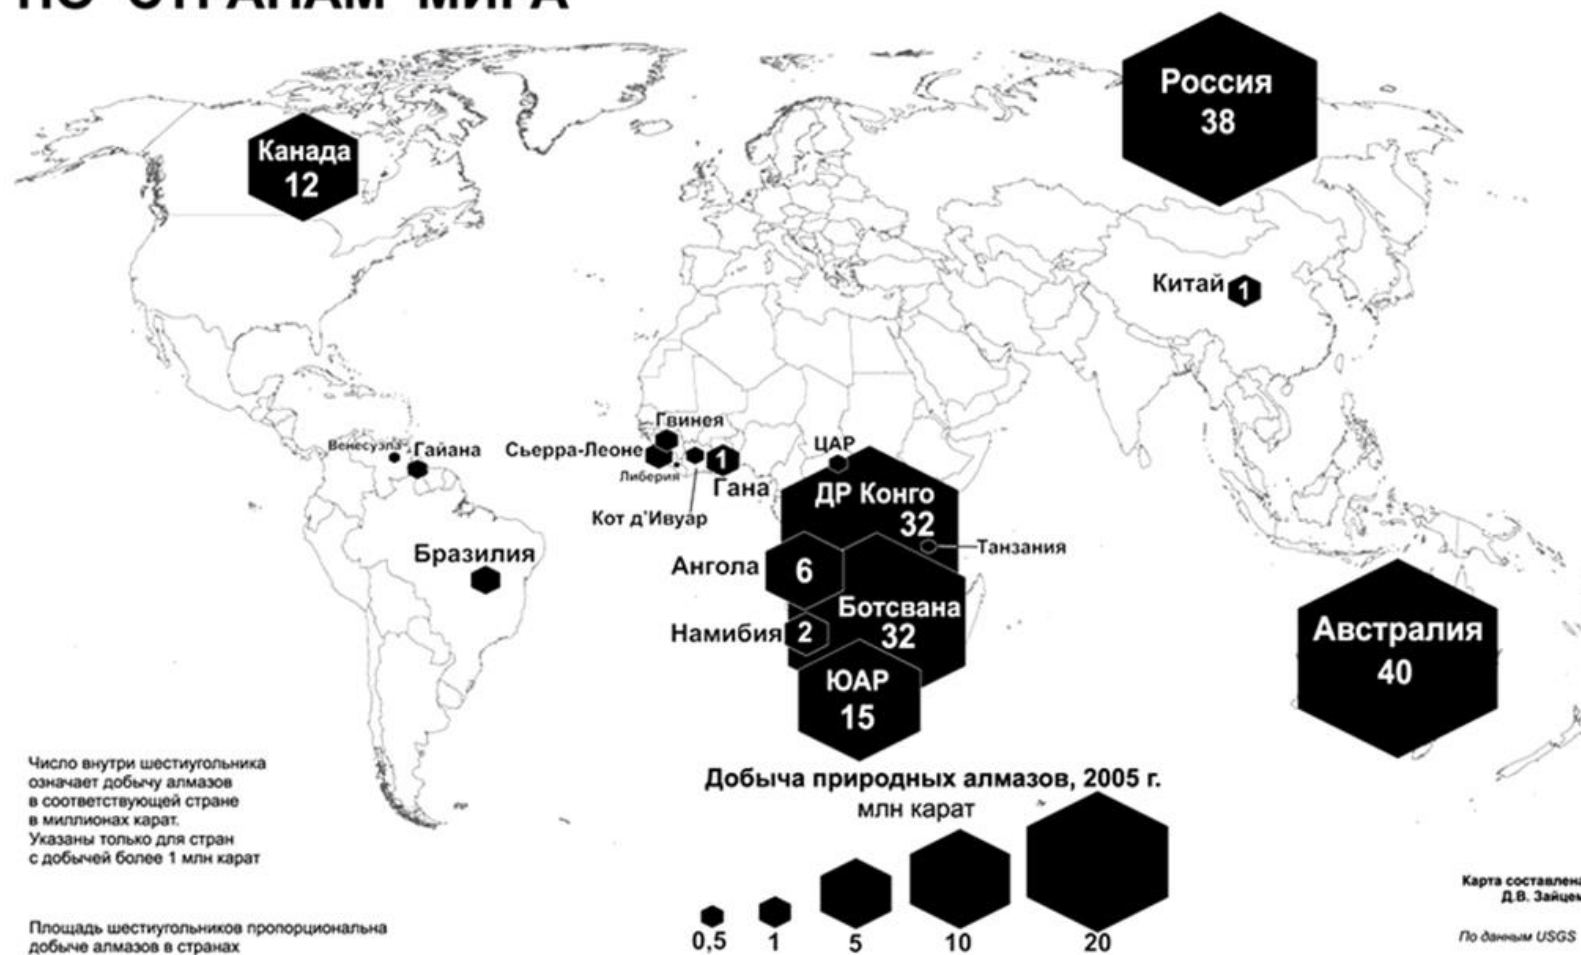 ПО СТРАНАМ МИРА
Россия
38
Канада
12
Китай
1
Гвинея
Венесуэла
Гайана
Сьерра-Леоне
ЦАР
1
Либерия
Гана
ДР Конго
32
Кот д'Ивуар
Танзания
Бразилия
Ангола
6
Ботсвана
32
Намибия
2
Австралия
40
ЮАР
15
Число внутри шестиугольника
означает добычу алмазов
в соответствующей стране
в миллионах карат.
Указаны только для стран
с добычей более 1 млн карат
Добыча природных алмазов, 2005 г.
млн карат
0,5
1
5
10
20
Площадь шестиугольников пропорциональна
добыче алмазов в странах
Карта составлена
Д.В. Зайцем
По данным USGS